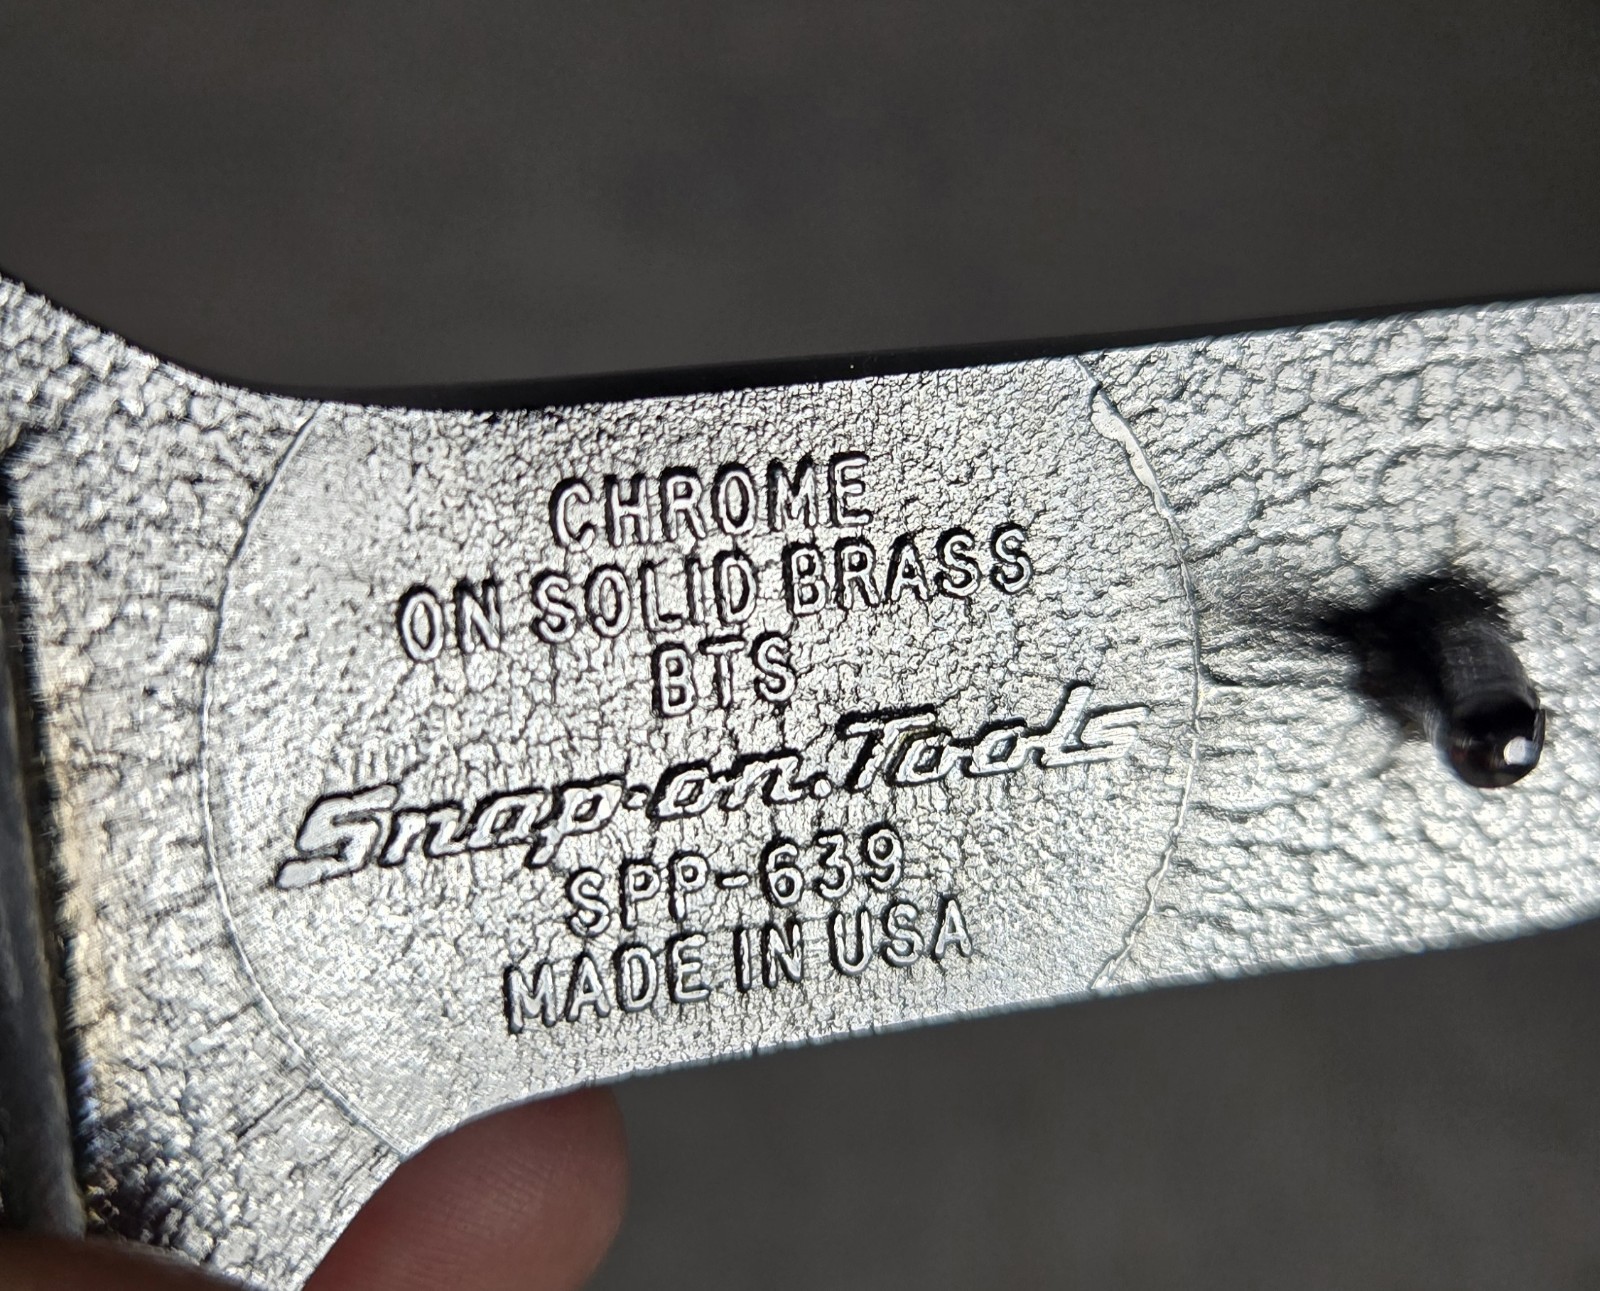 CHROME
ON SOLID BRASS
BTS
Snap-on.Tools
SPP-639
MADE IN USA